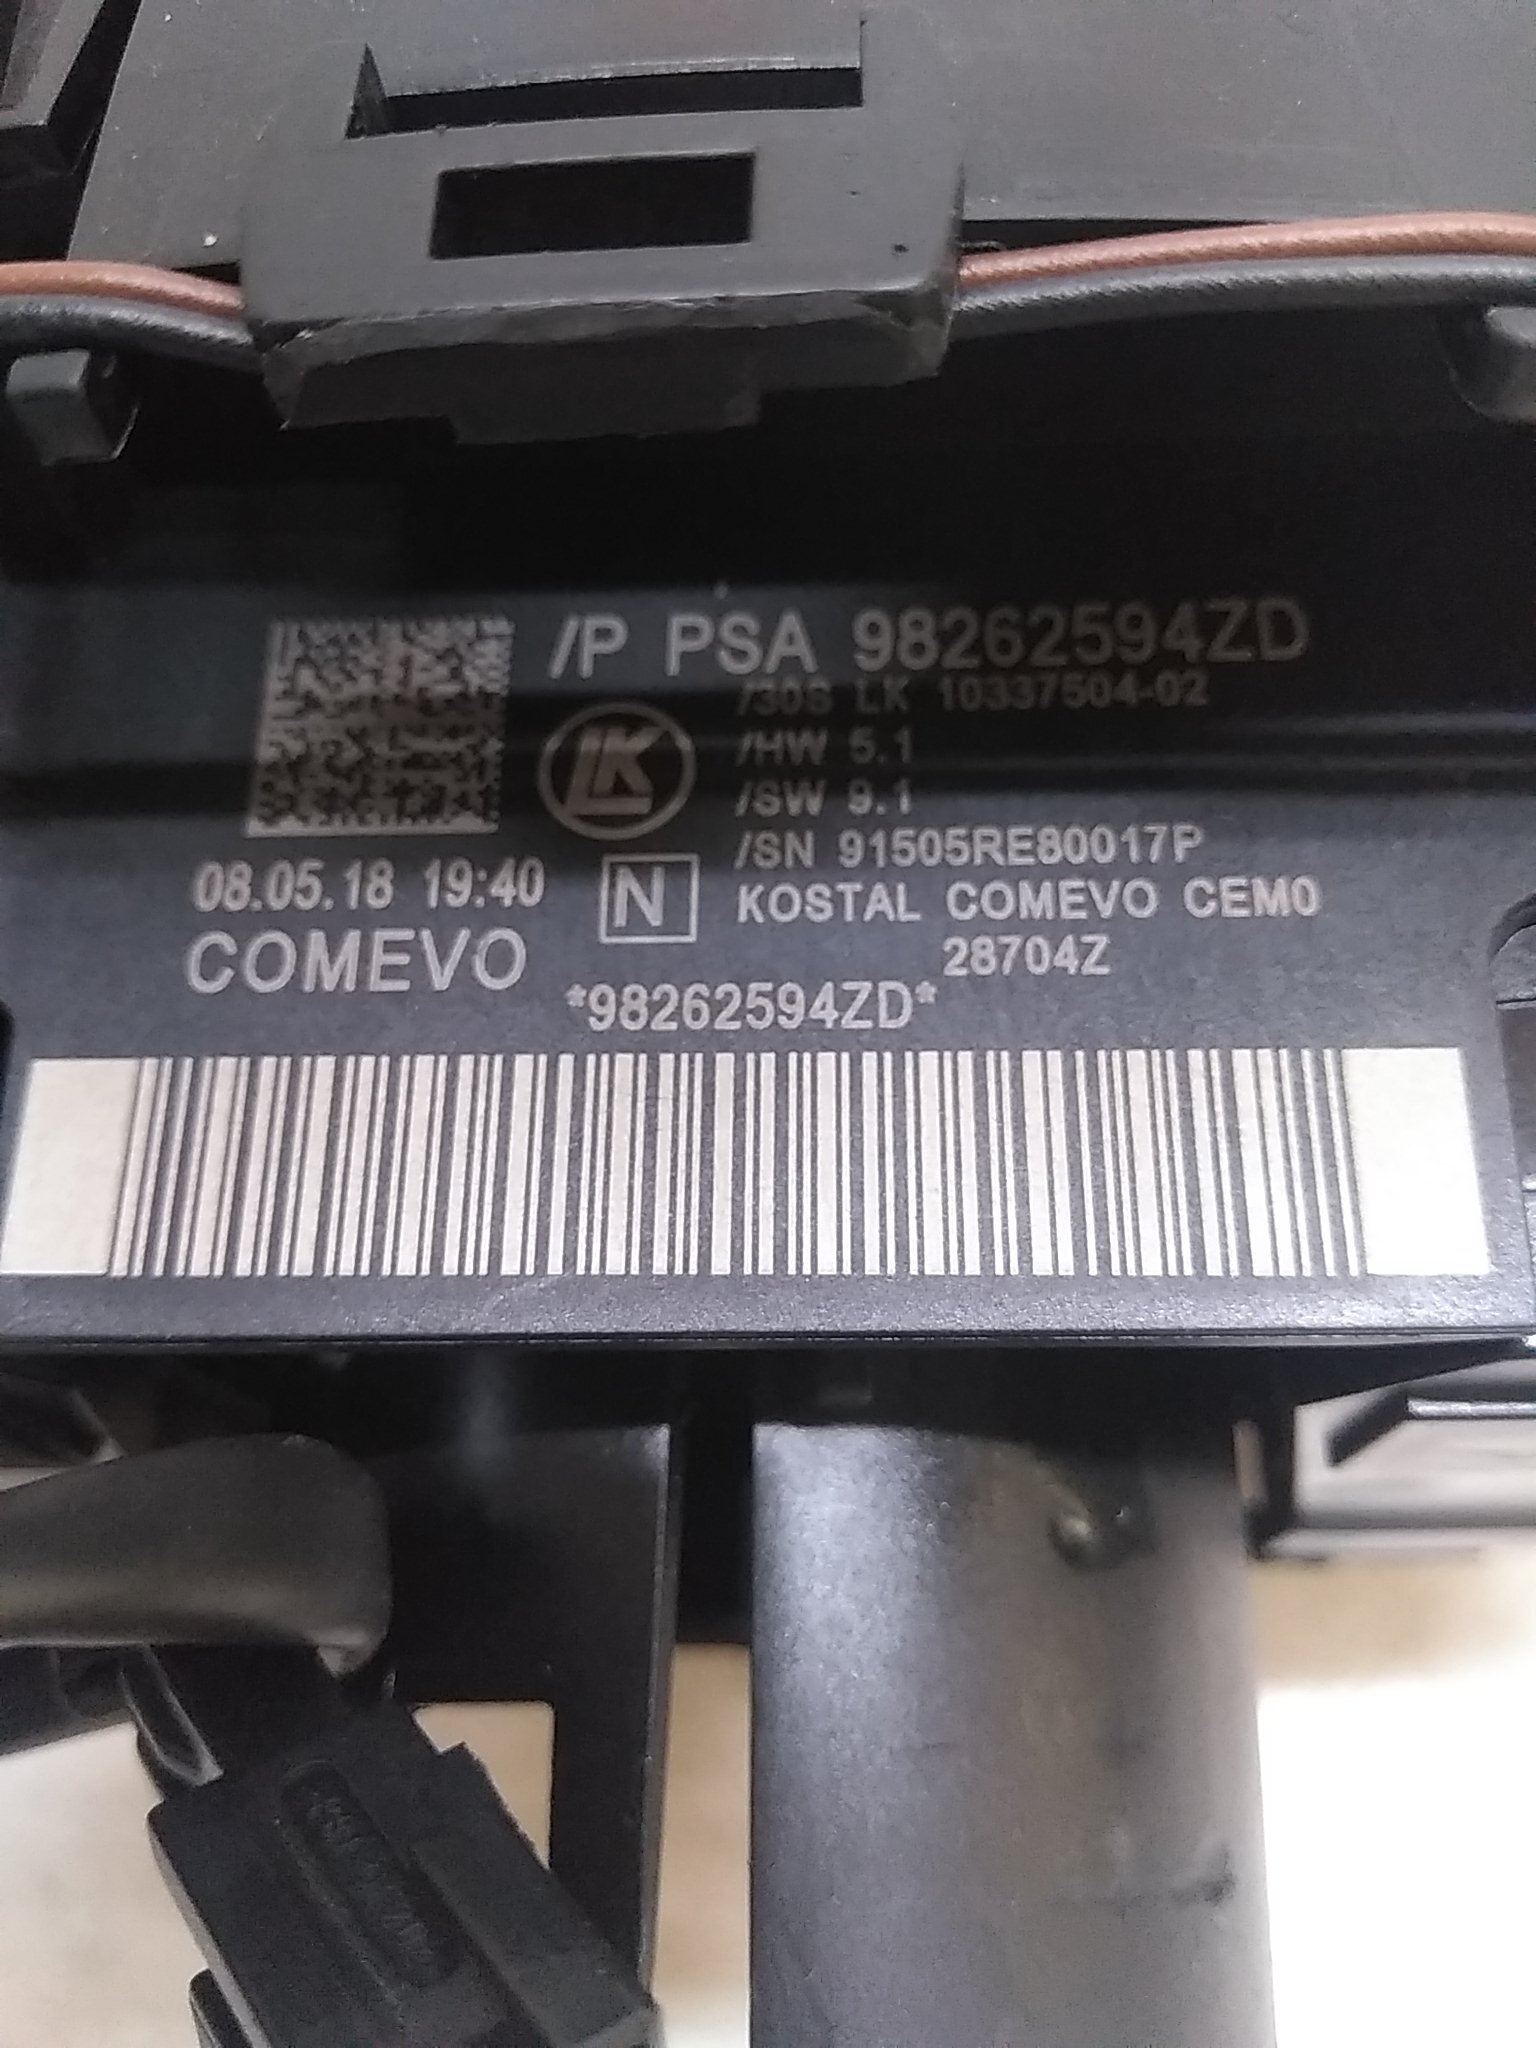 /P PSA 98262594ZD
/30S LK 10337504-02
LK
/HW 5.1
/SW 9.1
/SN 91505RE80017P
08.05.18 19:40
N
KOSTAL COMEVO CEM0
COMEVO
28704Z
*98262594ZD*